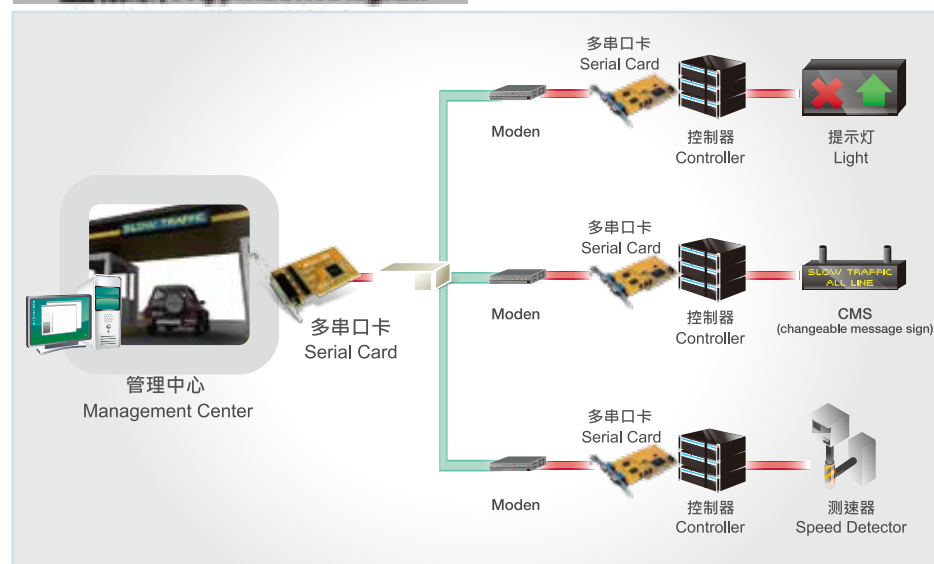 多串口卡
Serial Card
Moden
控制器
Controller
提示灯
Light
SLOW TRAFFIC
多串口卡
Serial Card
管理中心
Management Center
多串口卡
Serial Card
Moden
控制器
Controller
SLOW TRAFFIC
ALL LINE
CMS
(changeable message sign)
多串口卡
Serial Card
Moden
控制器
Controller
测速器
Speed Detector